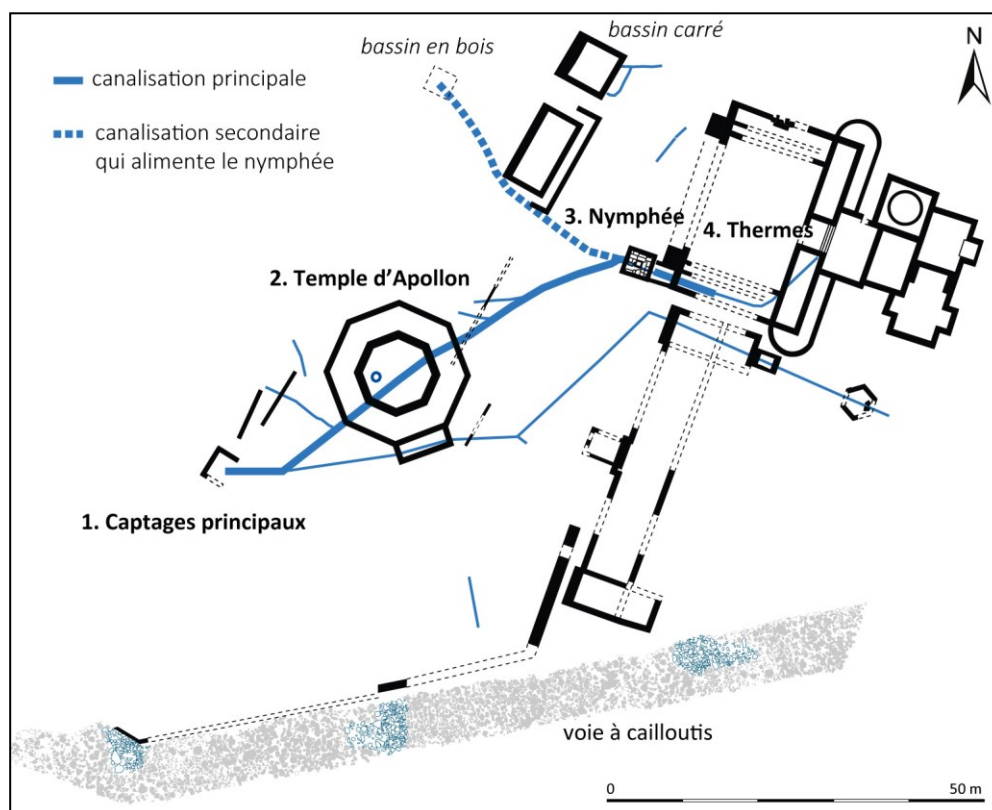 bassin en bois
bassin carré
N
canalisation principale
canalisation secondaire
qui alimente le nymphée
3. Nymphée
4. Thermes
2. Temple d'Apollon
1. Captages principaux
voie à cailloutis
0
50 m